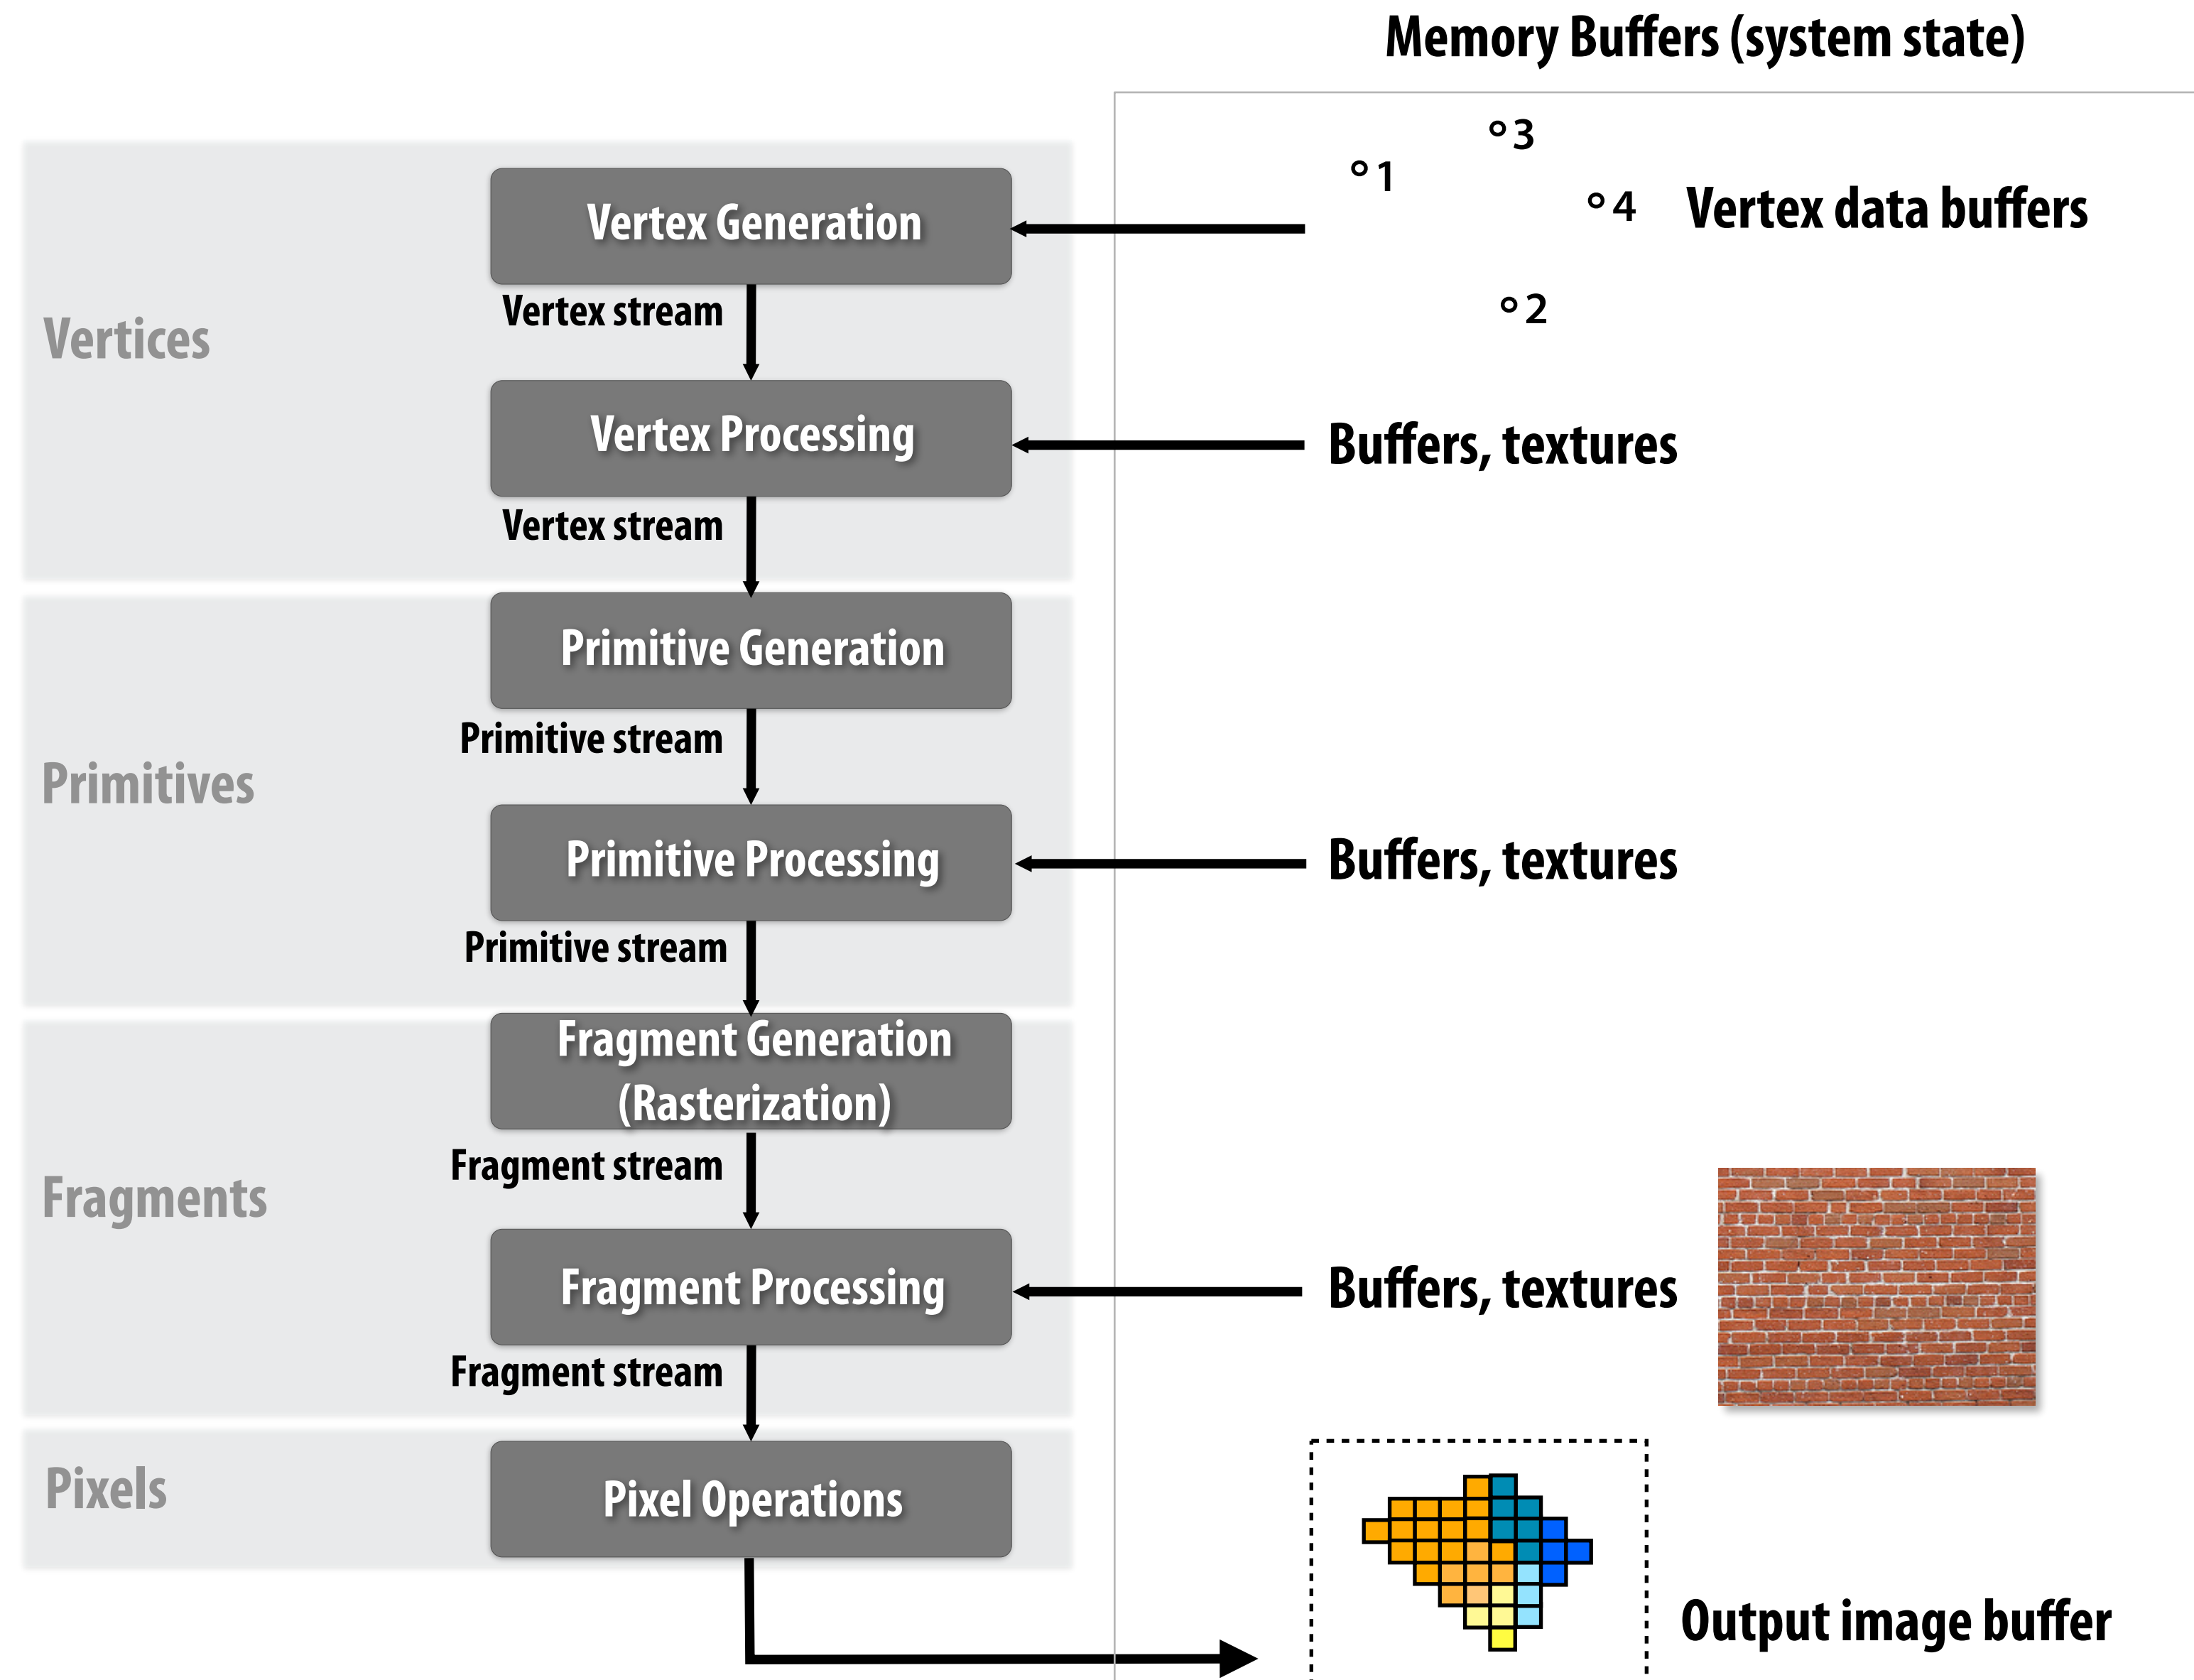 Memory Buffers (system state)
3
1
4
Vertex data buffers
2
Vertices
Vertex Generation
Vertex stream
Vertex Processing
Buffers, textures
Vertex stream
Primitives
Primitive Generation
Primitive stream
Primitive Processing
Buffers, textures
Primitive stream
Fragments
Fragment Generation
(Rasterization)
Fragment stream
Fragment Processing
Buffers, textures
Fragment stream
Pixels
Pixel Operations
Output image buffer